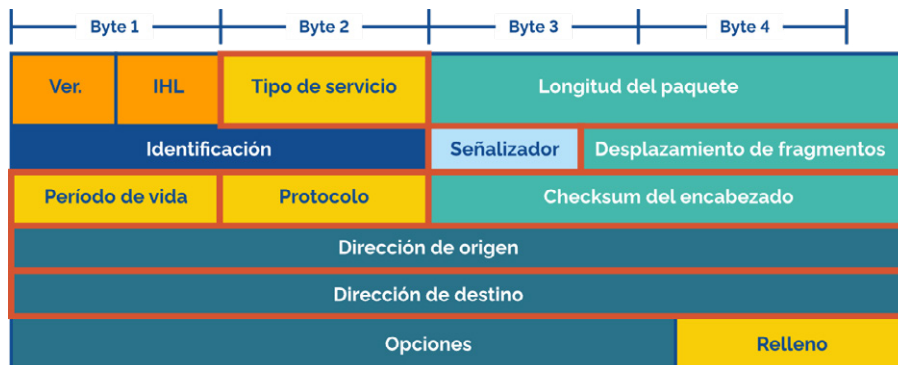 Byte 1 Byte 2 Byte 3 Byte 4
Ver. IHL Tipo de servicio Longitud del paquete
Identificación Señalizador Desplazamiento de fragmentos
Período de vida Protocolo Checksum del encabezado
Dirección de origen
Dirección de destino
Opciones Relleno